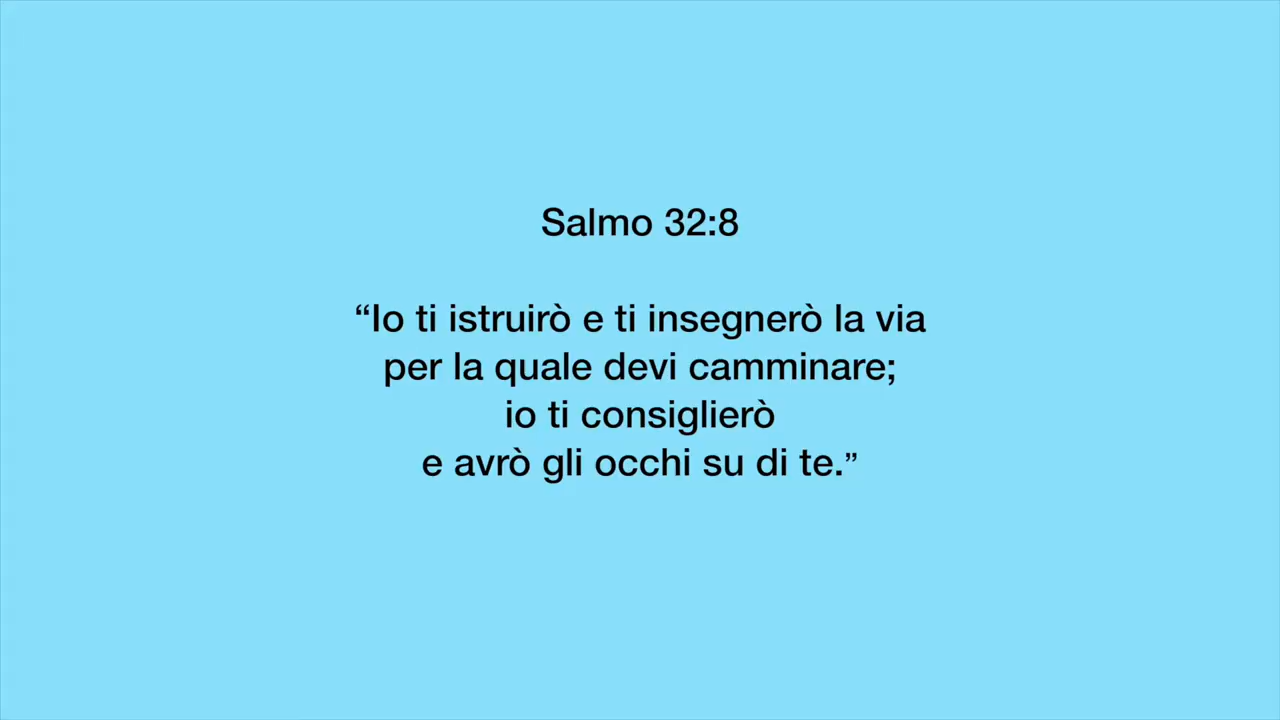 Salmo 32:8
“Io ti istruirò e ti insegnerò la via
per la quale devi camminare;
io ti consiglierò
e avrò gli occhi su di te.”